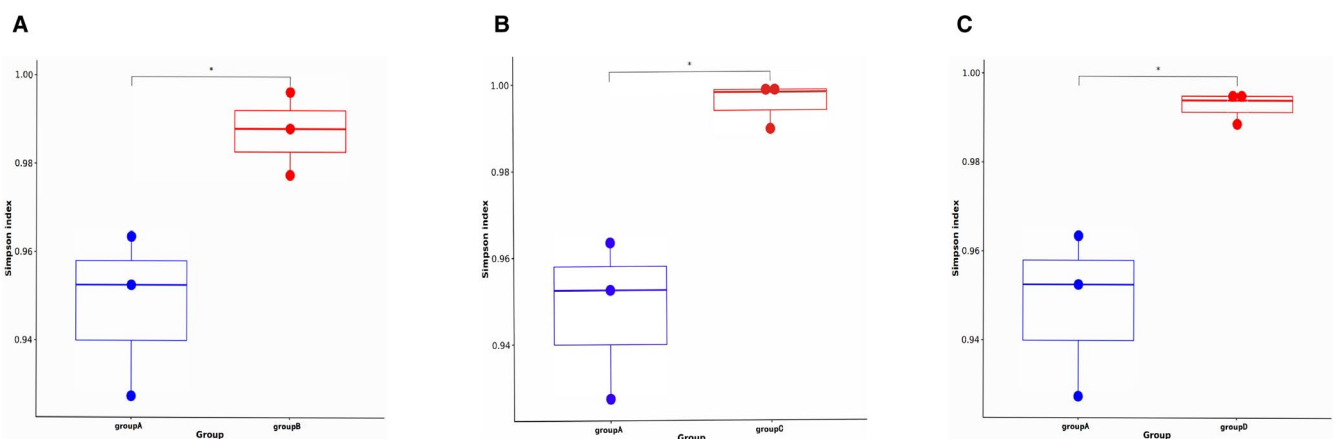 A
B
C
*
1.00
0.98
0.96
0.94
Simpson index
groupA
groupB
Group
*
1.00
0.98
0.96
0.94
Simpson index
groupA
groupC
Group
*
1.00
0.98
0.96
0.94
Simpson index
groupA
groupD
Group